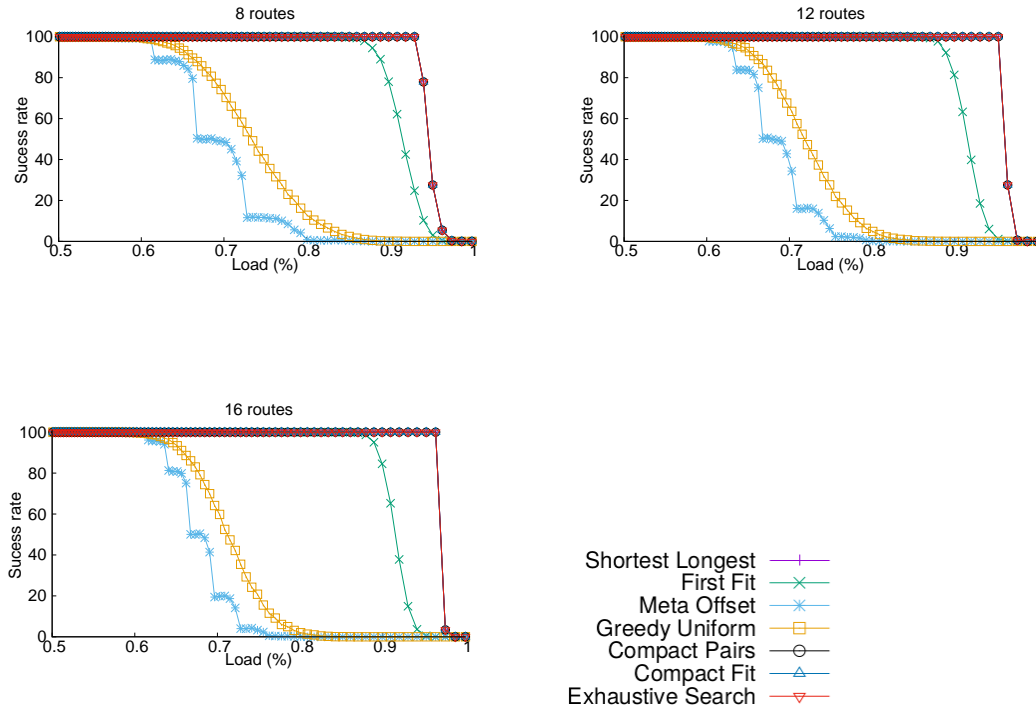 8 routes
100
80
60
40
20
0
Sucess rate
0.5 0.6 0.7 0.8 0.9 1
Load (%)
12 routes
100
80
60
40
20
0
Sucess rate
0.5 0.6 0.7 0.8 0.9
Load (%)
16 routes
100
80
60
40
20
0
Sucess rate
0.5 0.6 0.7 0.8 0.9 1
Load (%)
Shortest Longest
First Fit
Meta Offset
Greedy Uniform
Compact Pairs
Compact Fit
Exhaustive Search